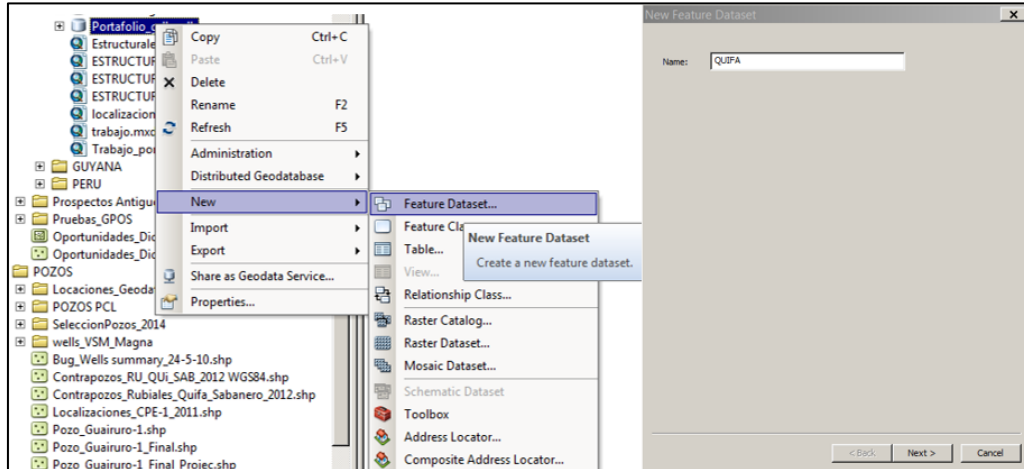 Portafolio_
Estructurale
ESTRUCTUR
ESTRUCTUR
ESTRUCTUR
localizacion
trabajo.mxd
Trabajo_por
GUYANA
PERU
Prospectos Antigu
Pruebas_GPOS
Oportunidades_Dic
Oportunidades_Dic
POZOS
Locaciones_Geoda
POZOS PCL
SeleccionPozos_2014
wells_VSM_Magna
Bug_Wells summary_24-5-10.shp
Contrapozos_RU_QUi_SAB_2012 WGS84.shp
Contrapozos_Rubiales_Quifa_Sabanero_2012.shp
Localizaciones_CPE-1_2011.shp
Pozo_Guairuro-1.shp
Pozo_Guairuro-1_Final.shp
Pozo_Guairuro-1_Final_Projec.shp
Copy Ctrl+C
Paste Ctrl+V
Delete
Rename F2
Refresh F5
Administration
Distributed Geodatabase
New
Import
Export
Share as Geodata Service...
Properties...
Feature Dataset...
Feature Cla
Table...
View...
Relationship Class...
Raster Catalog...
Raster Dataset...
Mosaic Dataset...
Schematic Dataset
Toolbox
Address Locator...
Composite Address Locator...
New Feature Dataset
Create a new feature dataset.
New Feature Dataset
Name: QUIFA
< Back Next > Cancel